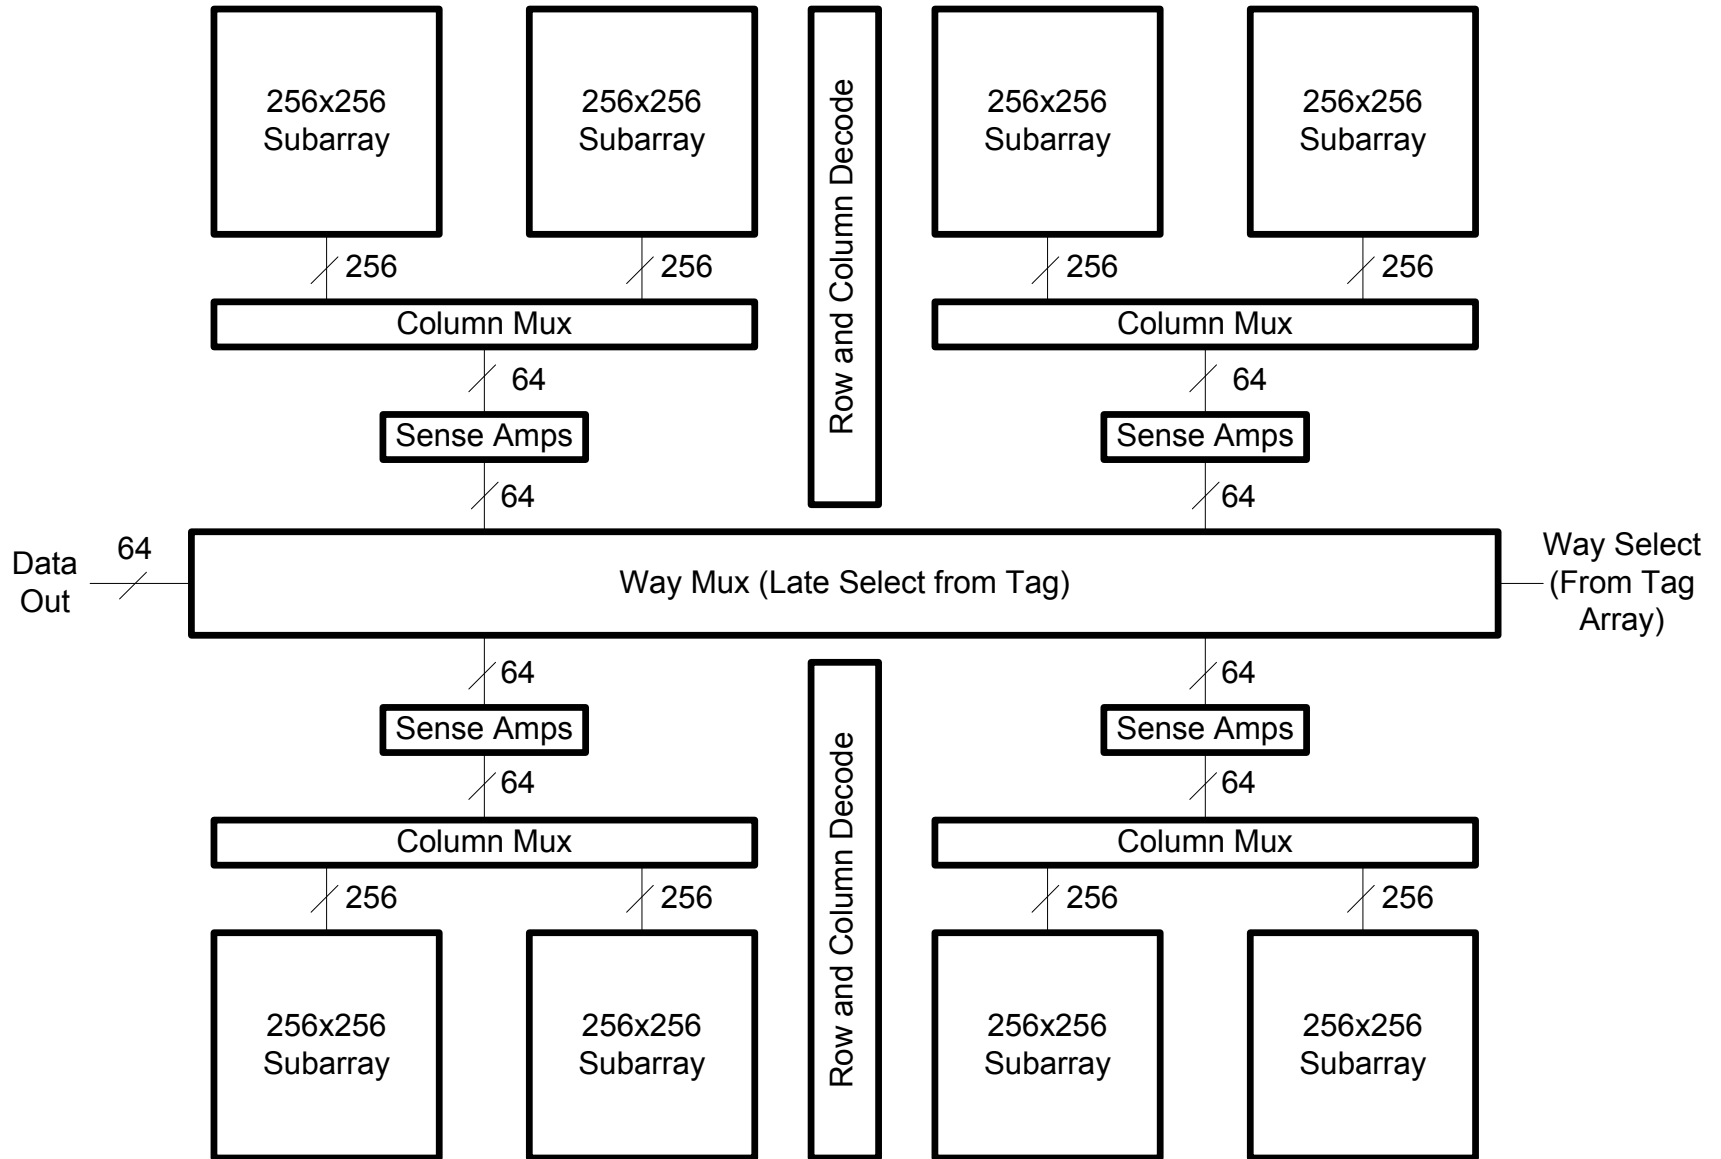 256x256
Subarray
256x256
Subarray
Row and Column Decode
256x256
Subarray
256x256
Subarray
256
256
256
256
Column Mux
Column Mux
64
64
Sense Amps
Sense Amps
64
64
Data
Out
64
Way Mux (Late Select from Tag)
Way Select
(From Tag
Array)
64
64
Sense Amps
Sense Amps
64
64
Column Mux
Column Mux
Row and Column Decode
256
256
256
256
256x256
Subarray
256x256
Subarray
256x256
Subarray
256x256
Subarray